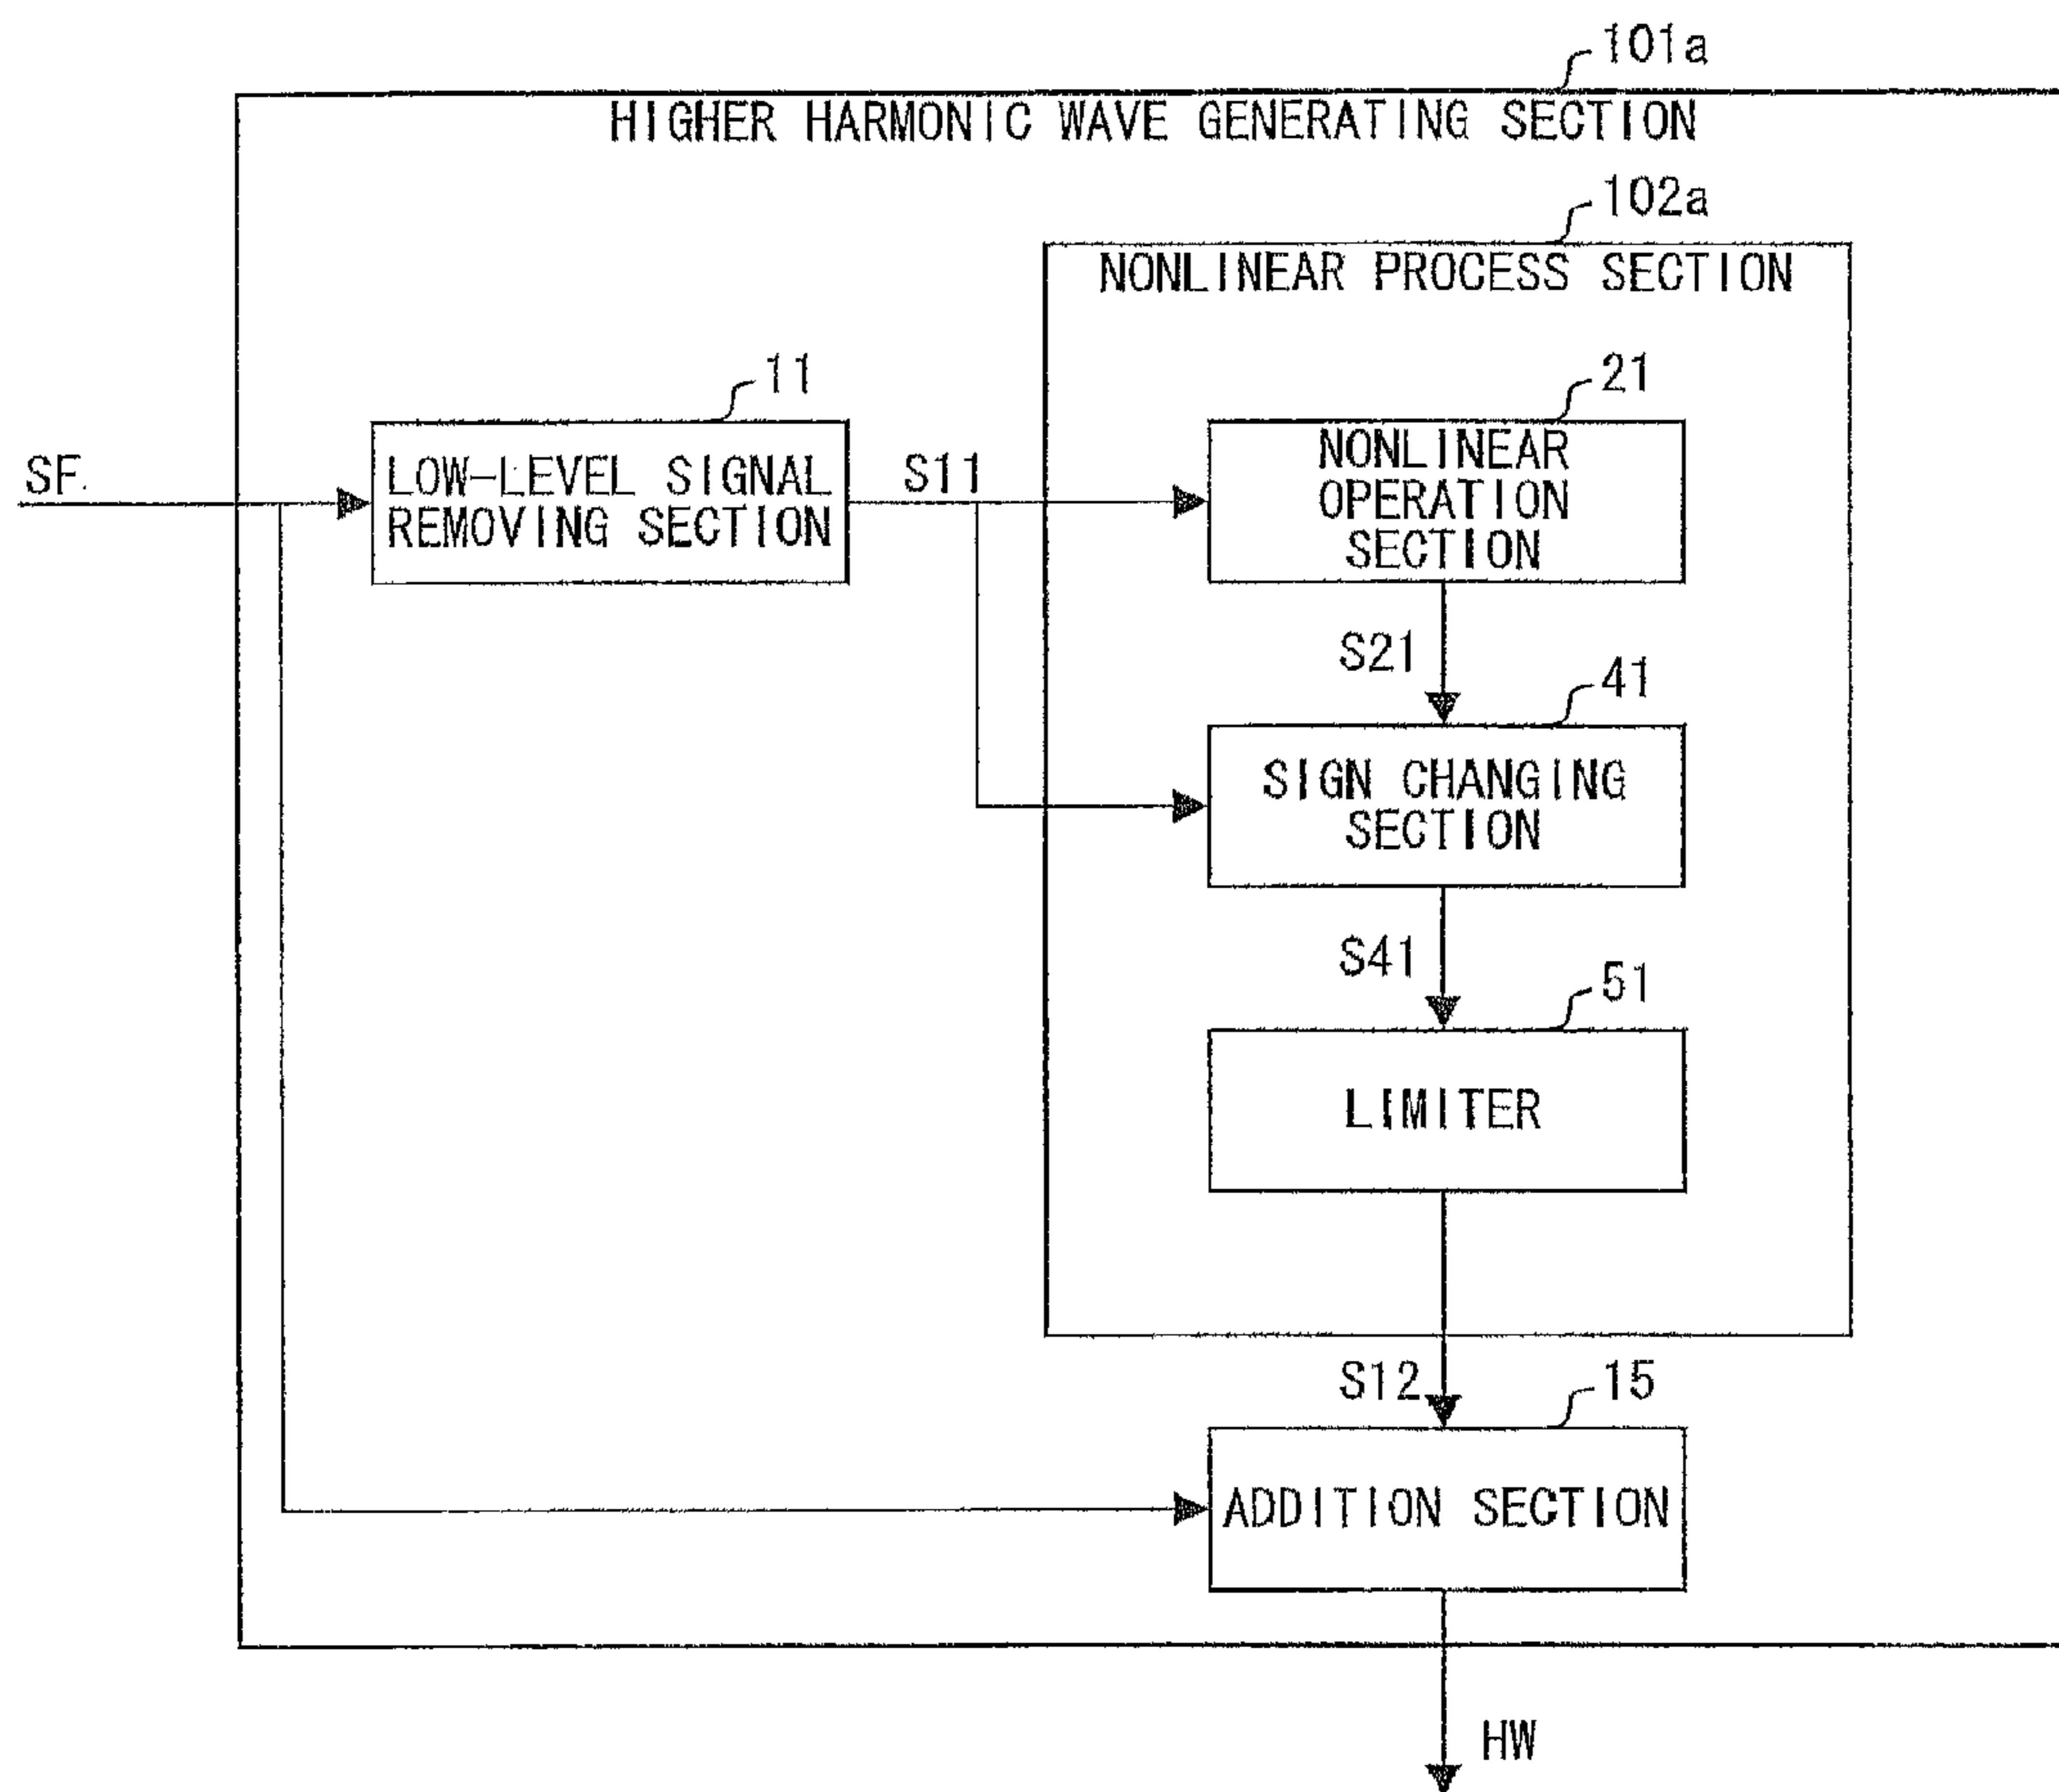 101a
HIGHER HARMONIC WAVE GENERATING SECTION
102a
NONLINEAR PROCESS SECTION
11
21
SF
LOW-LEVEL SIGNAL
REMOVING SECTION
S11
NONLINEAR
OPERATION
SECTION
S21
41
SIGN CHANGING
SECTION
S41
51
LIMITER
S12
15
ADDITION SECTION
HW